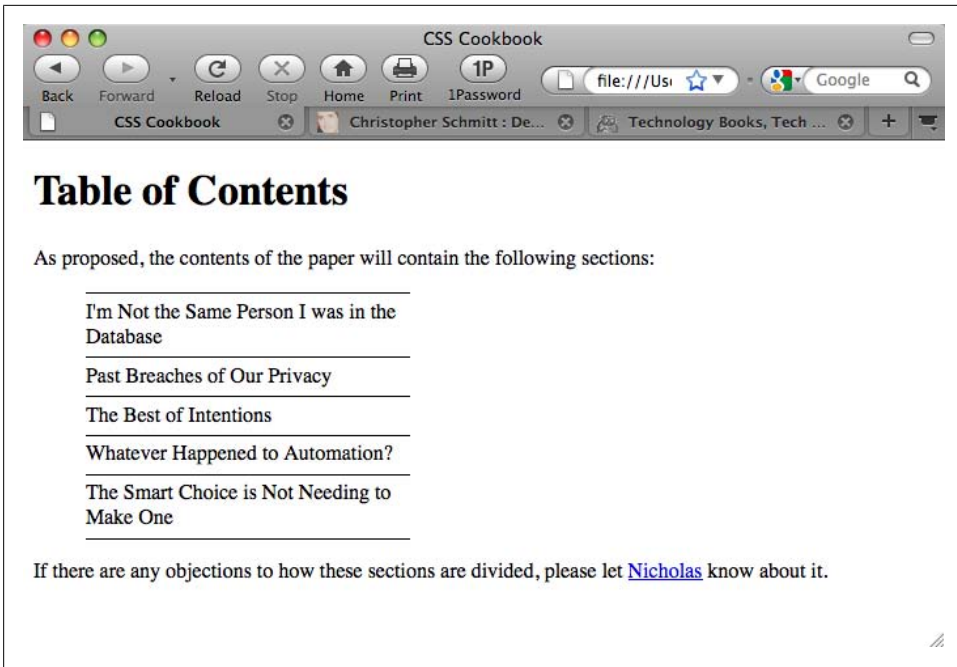 CSS Cookbook
1P
file:///Us
Google
Back Forward Reload Stop Home Print 1Password
CSS Cookbook
Christopher Schmitt : De...
Technology Books, Tech ...
Table of Contents
As proposed, the contents of the paper will contain the following sections:
I'm Not the Same Person I was in the
Database
Past Breaches of Our Privacy
The Best of Intentions
Whatever Happened to Automation?
The Smart Choice is Not Needing to
Make One
If there are any objections to how these sections are divided, please let Nicholas know about it.